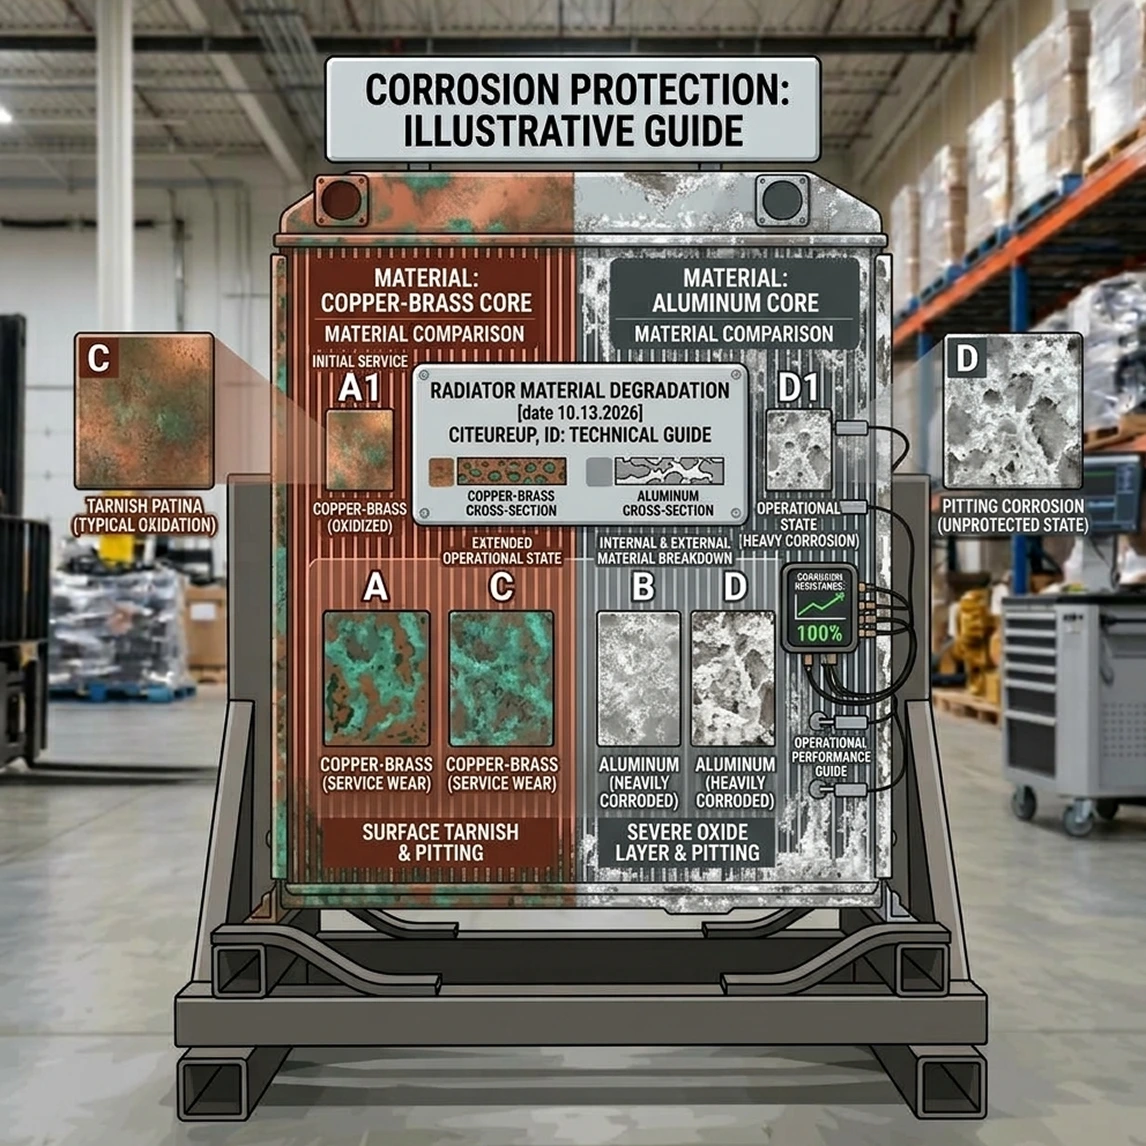 CORROSION PROTECTION:
ILLUSTRATIVE GUIDE
MATERIAL:
COPPER-BRASS CORE
MATERIAL COMPARISON
MATERIAL:
ALUMINUM CORE
MATERIAL COMPARISON
INITIAL SERVICE
A1
COPPER-BRASS
(OXIDIZED)
RADIATOR MATERIAL DEGRADATION
[date 10.13.2026]
CITEUREUP, ID: TECHNICAL GUIDE
COPPER-BRASS
CROSS-SECTION
ALUMINUM
CROSS-SECTION
D1
OPERATIONAL
STATE
(HEAVY CORROSION)
C
TARNISH PATINA
(TYPICAL OXIDATION)
D
PITTING CORROSION
(UNPROTECTED STATE)
EXTENDED
OPERATIONAL STATE
INTERNAL & EXTERNAL
MATERIAL BREAKDOWN
A
COPPER-BRASS
(SERVICE WEAR)
C
COPPER-BRASS
(SERVICE WEAR)
B
ALUMINUM
(NEAVILY
CORRODED)
D
ALUMINUM
(HEAVILY
CORRODED)
RESISTANES:
100%
OPERATIONAL
PERFORMANCE
GUIDE
SURFACE TARNISH
& PITTING
SEVERE OXIDE
LAYER & PITTING